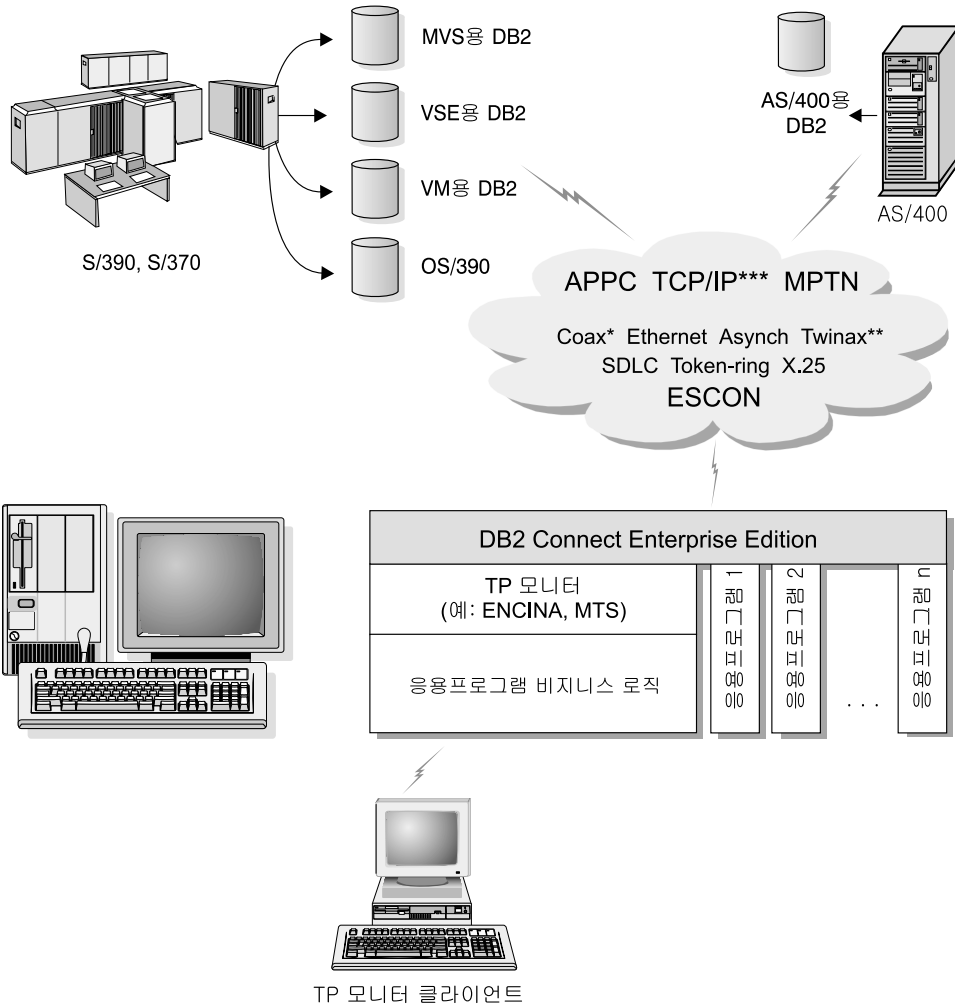 MVS용 DB2
VSE용 DB2
VM용 DB2
OS/390
S/390, S/370
AS/400용
DB2
AS/400
APPC TCP/IP*** MPTN
Coax* Ethernet Asynch Twinax**
SDLC Token-ring X.25
ESCON
DB2 Connect Enterprise Edition
TP 모니터
(예: ENCINA, MTS)
응용프로그램 비지니스 로직
응용프로그램 1
응용프로그램 2
. . .
응용프로그램 n
TP 모니터 클라이언트